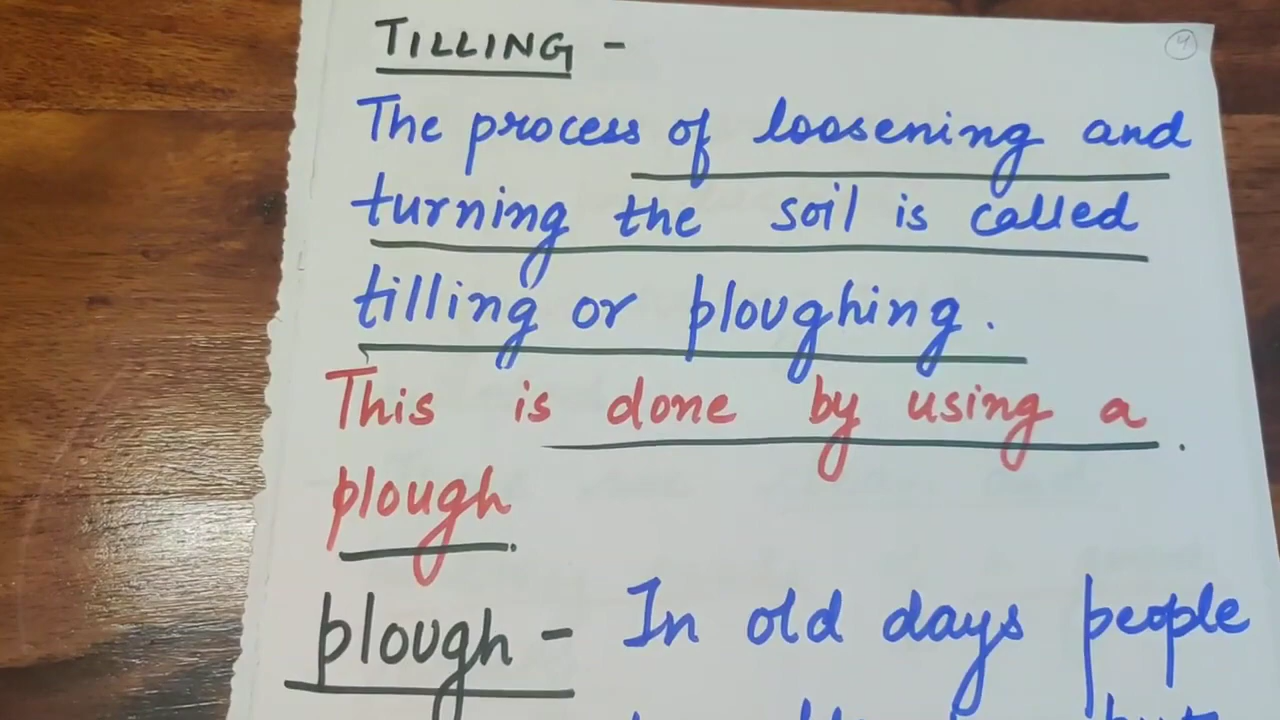 TILLING -
The process of loosening and
turning the soil is called
tilling or ploughing.
This is done by using a
plough.
plough - In old days people